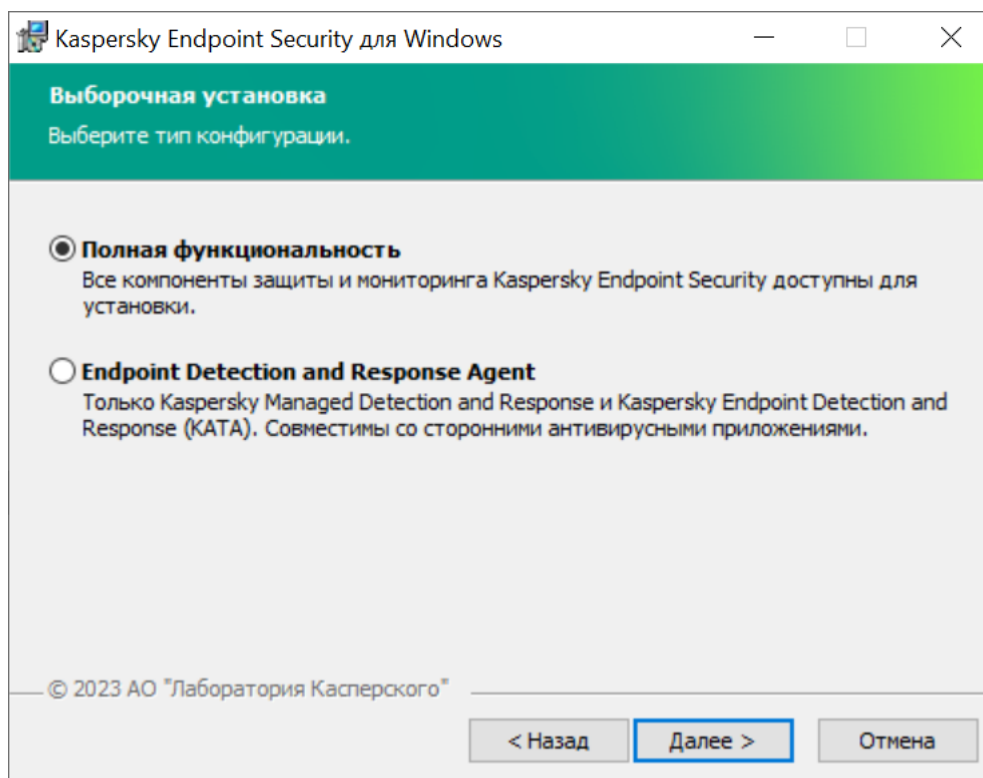 Kaspersky Endpoint Security для Windows
Выборочная установка
Выберите тип конфигурации.
Полная функциональность
Все компоненты защиты и мониторинга Kaspersky Endpoint Security доступны для
установки.
Endpoint Detection and Response Agent
Только Kaspersky Managed Detection and Response и Kaspersky Endpoint Detection and
Response (KATA). Совместимы со сторонними антивирусными приложениями.
© 2023 АО "Лаборатория Касперского"
< Назад
Далее >
Отмена